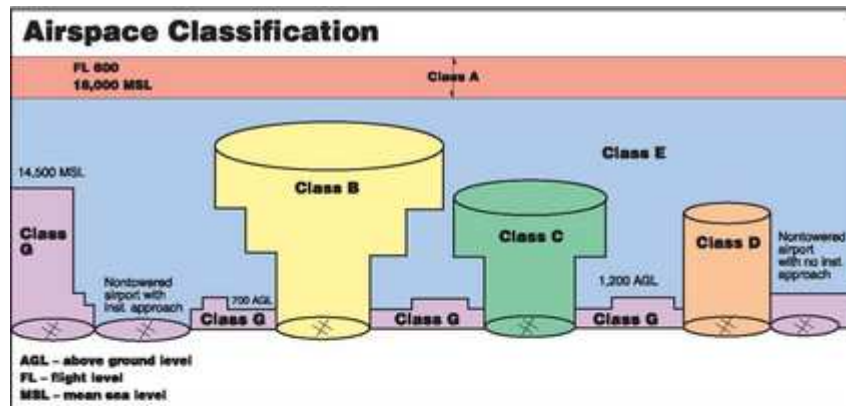 Airspace Classification
FL 600
18,000 MSL
Class A
Class E
14,500 MSL
Class B
Class
G
Class C
Class D
Nontowered
airport
with no inst.
approach
Nontowered
airport with
Inst. approach
700 AGL
1,200 AGL
Class G
Class G
Class G
AGL – above ground level
FL – flight level
MSL – mean sea level